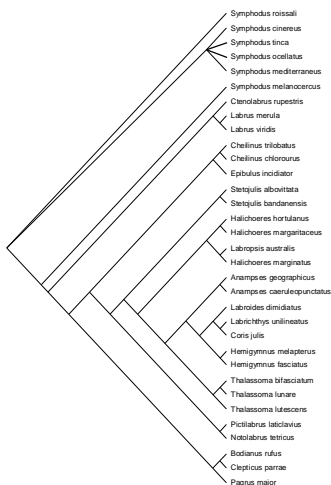 Symphodus roissali
Symphodus cinereus
Symphodus tinca
Symphodus ocellatus
Symphodus mediterraneus
Symphodus melanocercus
Ctenolabrus rupestris
Labrus merula
Labrus viridis
Cheilinus trilobatus
Cheilinus chlorourus
Epibulus incidiator
Stetojulis albovittata
Stetojulis bandanensis
Halichoeres hortulanus
Halichoeres margaritaceus
Labropsis australis
Halichoeres marginatus
Anampses geographicus
Anampses caeruleopunctatus
Labroides dimidiatus
Labrichthys unilineatus
Coris julis
Hemigymnus melapterus
Hemigymnus fasciatus
Thalassoma bifasciatum
Thalassoma lunare
Thalassoma lutescens
Pictilabrus laticlavius
Notolabrus tetricus
Bodianus rufus
Clepticus parrae
Pagrus major